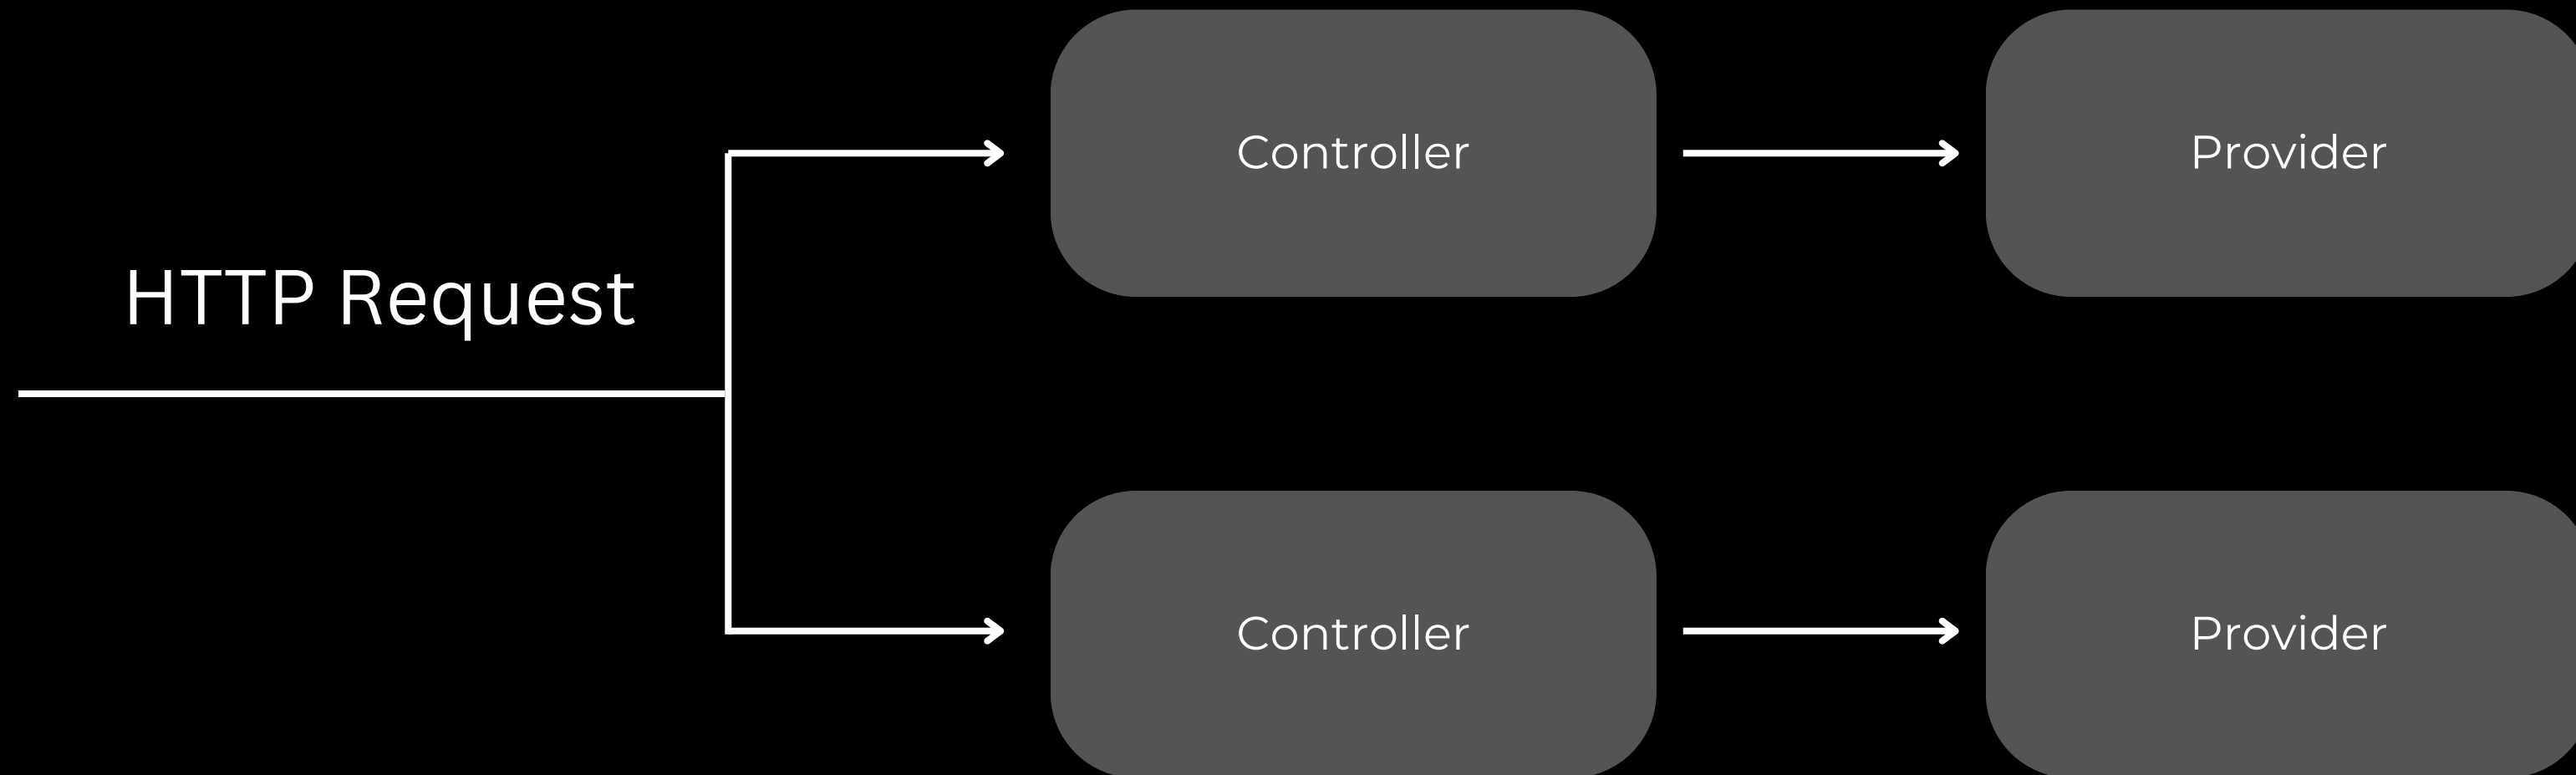 HTTP Request
Controller
Provider
Controller
Provider